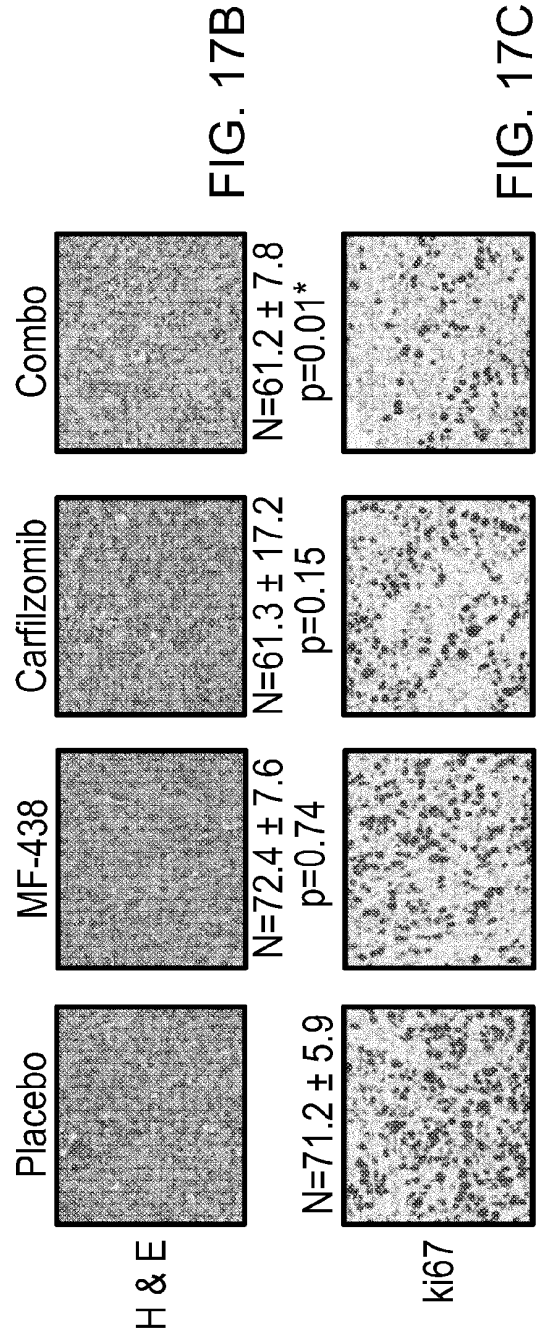 Placebo
MF-438
Carfilzomib
Combo
H & E
FIG. 17B
N=71.2 ± 5.9
N=72.4 ± 7.6
p=0.74
N=61.3 ± 17.2
p=0.15
N=61.2 ± 7.8
p=0.01*
ki67
FIG. 17C